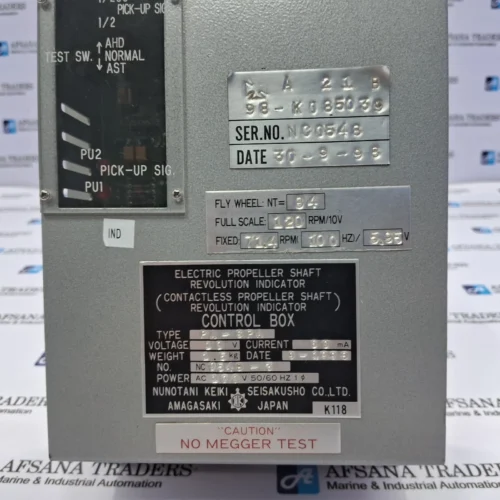 PICK-UP SIG
1/2
TEST SW. AHD
NORMAL
AST
PU2
PICK-UP SIG.
PU1
IND
A 218
98-K085039
SER.NO. NC0548
DATE 30-9-98
FLY WHEEL: NT= 84
FULL SCALE: 120 RPM/10V
FIXED: 71.4 RPM( 100 HZ)/ 5.95 V
ELECTRIC PROPELLER SHAFT
REVOLUTION INDICATOR
(CONTACTLESS PROPELLER SHAFT)
REVOLUTION INDICATOR
CONTROL BOX
TYPE
VOLTAGE V CURRENT mA
WEIGHT kg DATE
NO. NC
POWER AC V 50/60 HZ 1φ
NUNOTANI KEIKI SEISAKUSHO CO.,LTD.
AMAGASAKI JAPAN
K118
"CAUTION"
NO MEGGER TEST
AFSANA TRADERS
Marine & Industrial Automation